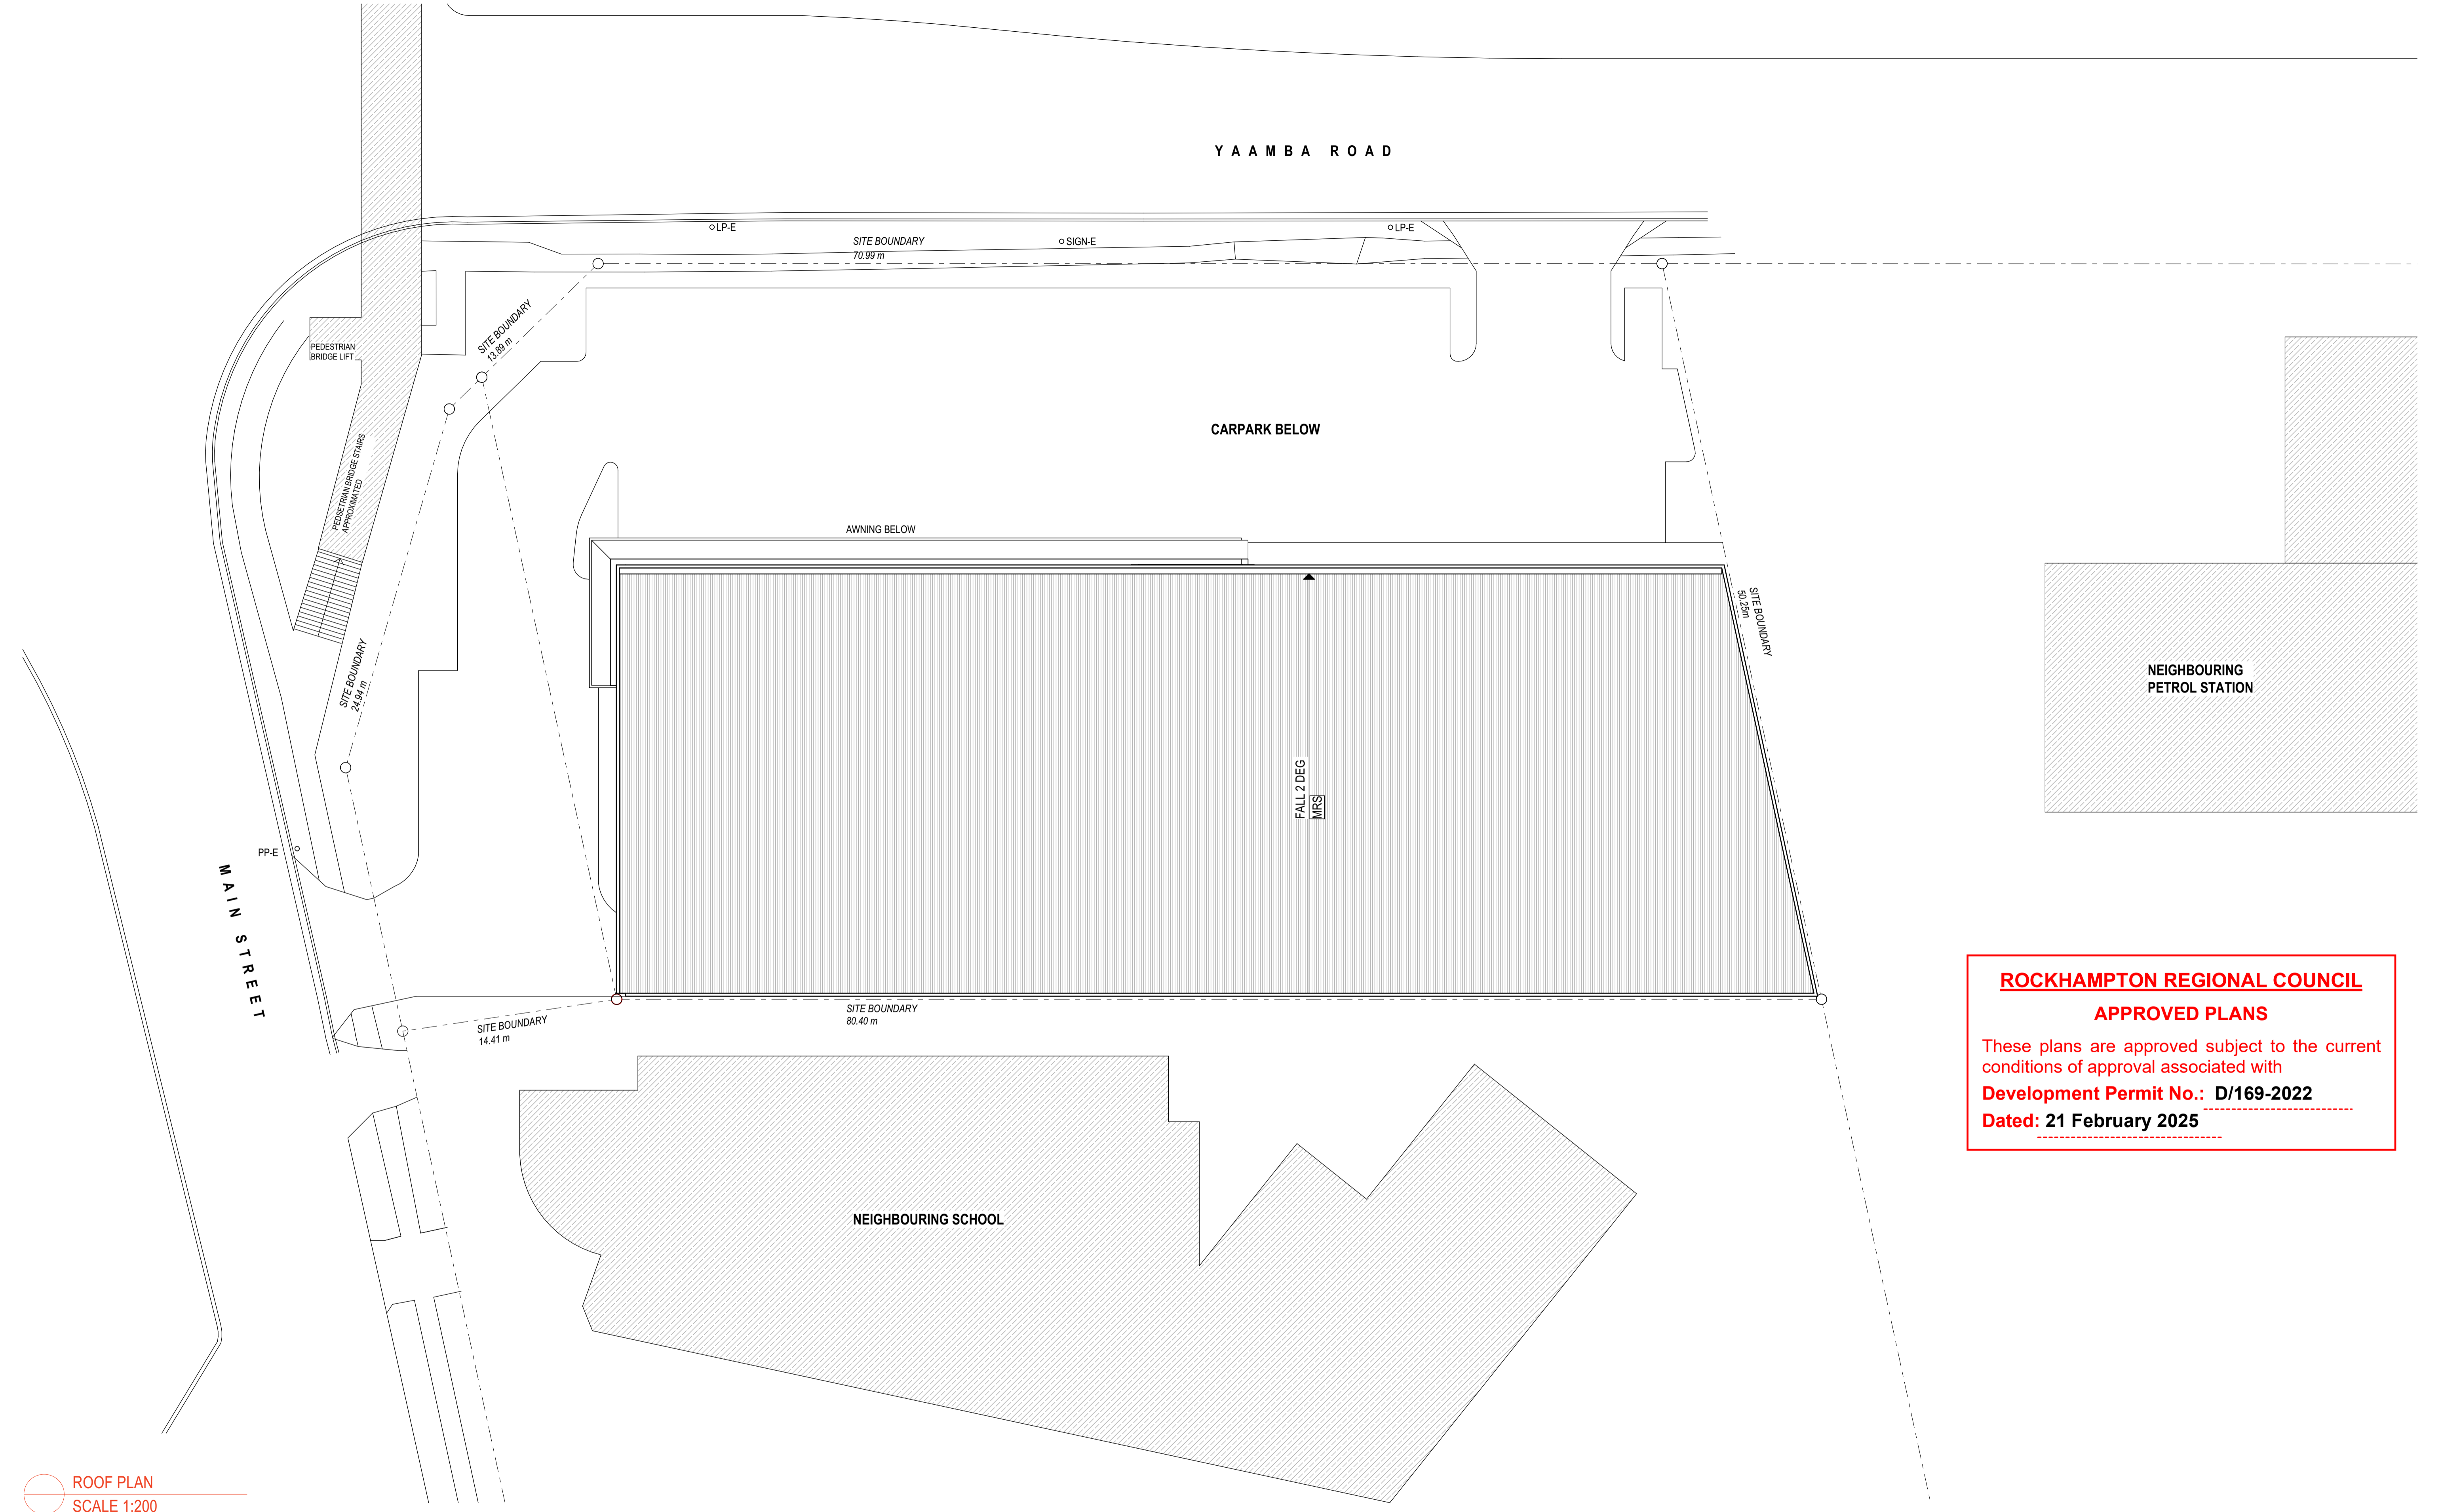 YAAMBA ROAD
LP-E
LP-E
SITE BOUNDARY
70.99 m
SIGN-E
SITE BOUNDARY
13.89 m
PEDESTRIAN
BRIDGE LIFT
CARPARK BELOW
PEDSETRIAN BRIDGE STAIRS
APPROXIMATED
AWNING BELOW
SITE BOUNDARY
50.25m
SITE BOUNDARY
24.94 m
NEIGHBOURING
PETROL STATION
FALL 2 DEG
MRS
PP-E
MAIN STREET
SITE BOUNDARY
14.41 m
SITE BOUNDARY
80.40 m
ROCKHAMPTON REGIONAL COUNCIL
APPROVED PLANS
These plans are approved subject to the current
conditions of approval associated with
Development Permit No.: D/169-2022
Dated: 21 February 2025
NEIGHBOURING SCHOOL
ROOF PLAN
SCALE 1:200